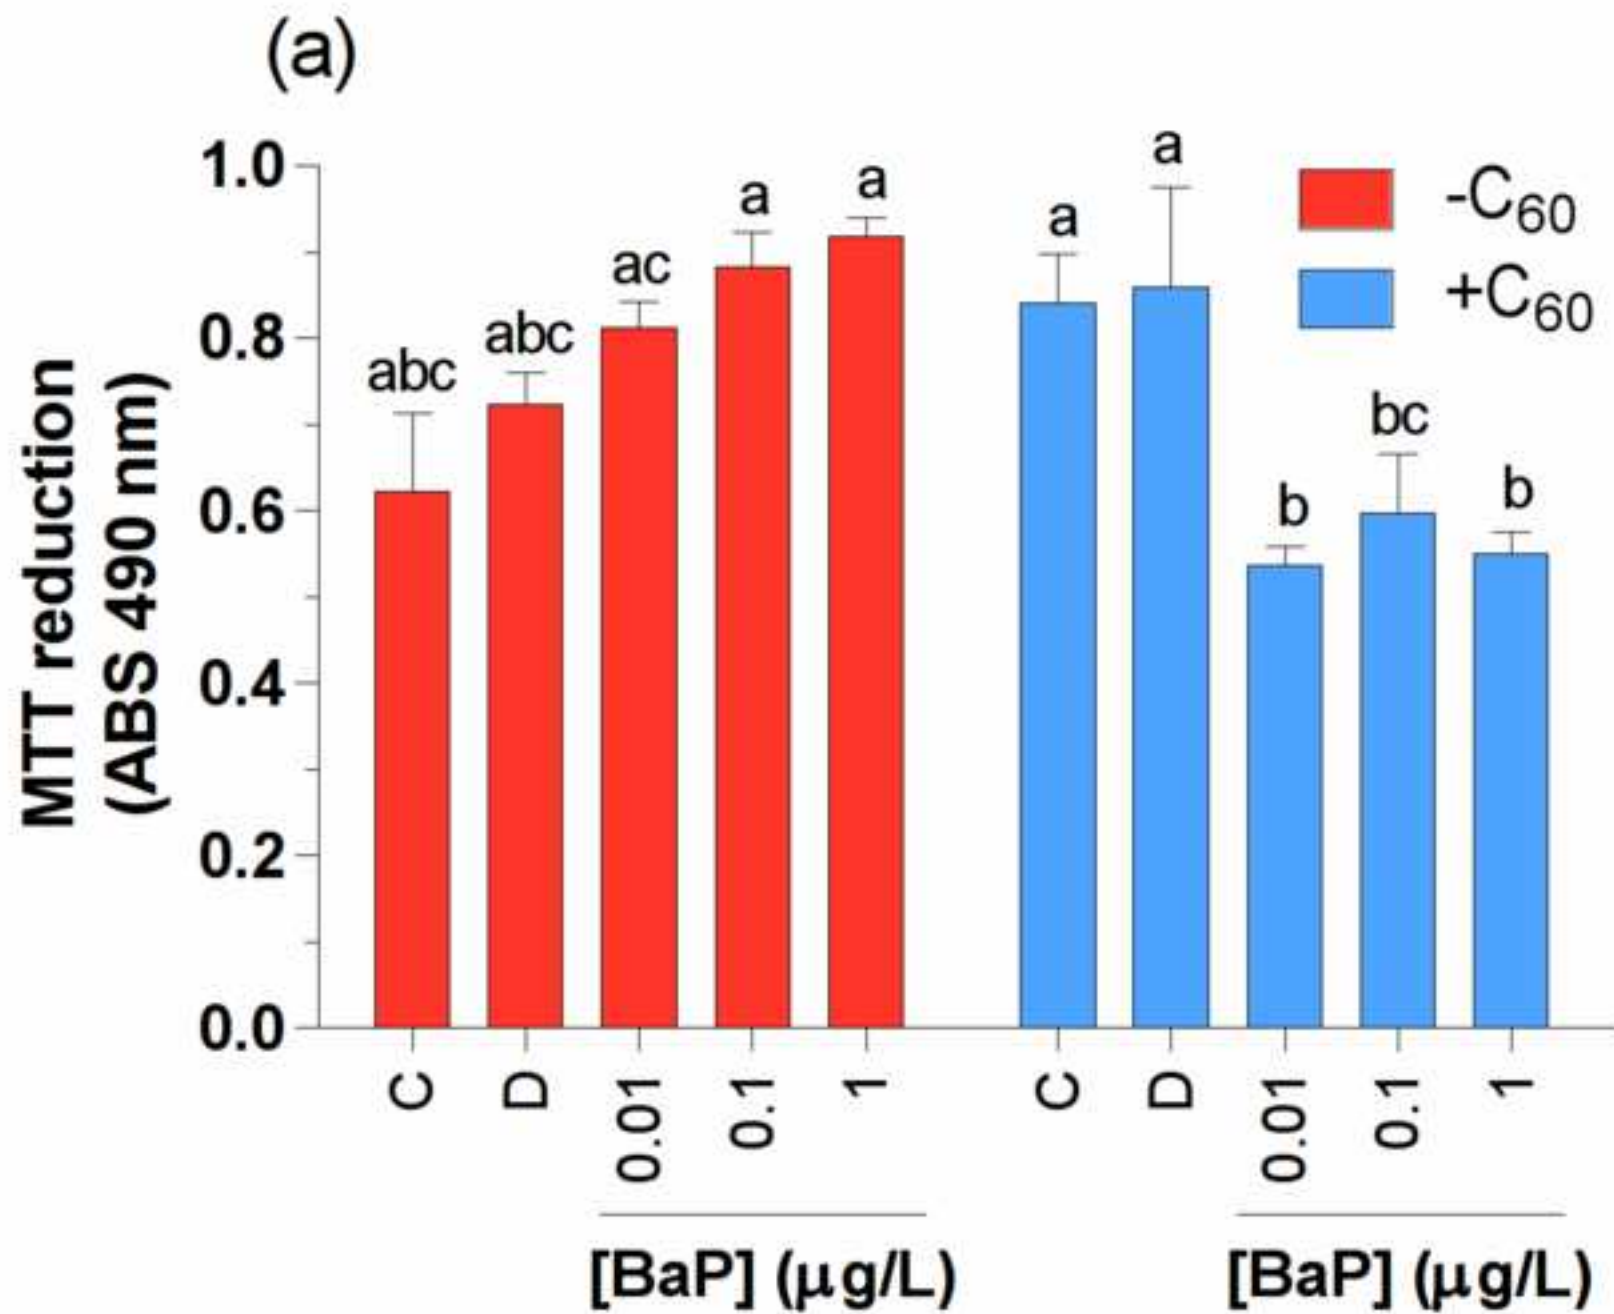 (a)
MTT reduction
(ABS 490 nm)
1.0
0.8
0.6
0.4
0.2
0.0
abc
abc
ac
a
a
a
a
b
bc
b
-C60
+C60
C
D
0.01
0.1
1
C
D
0.01
0.1
1
[BaP] (μg/L)
[BaP] (μg/L)